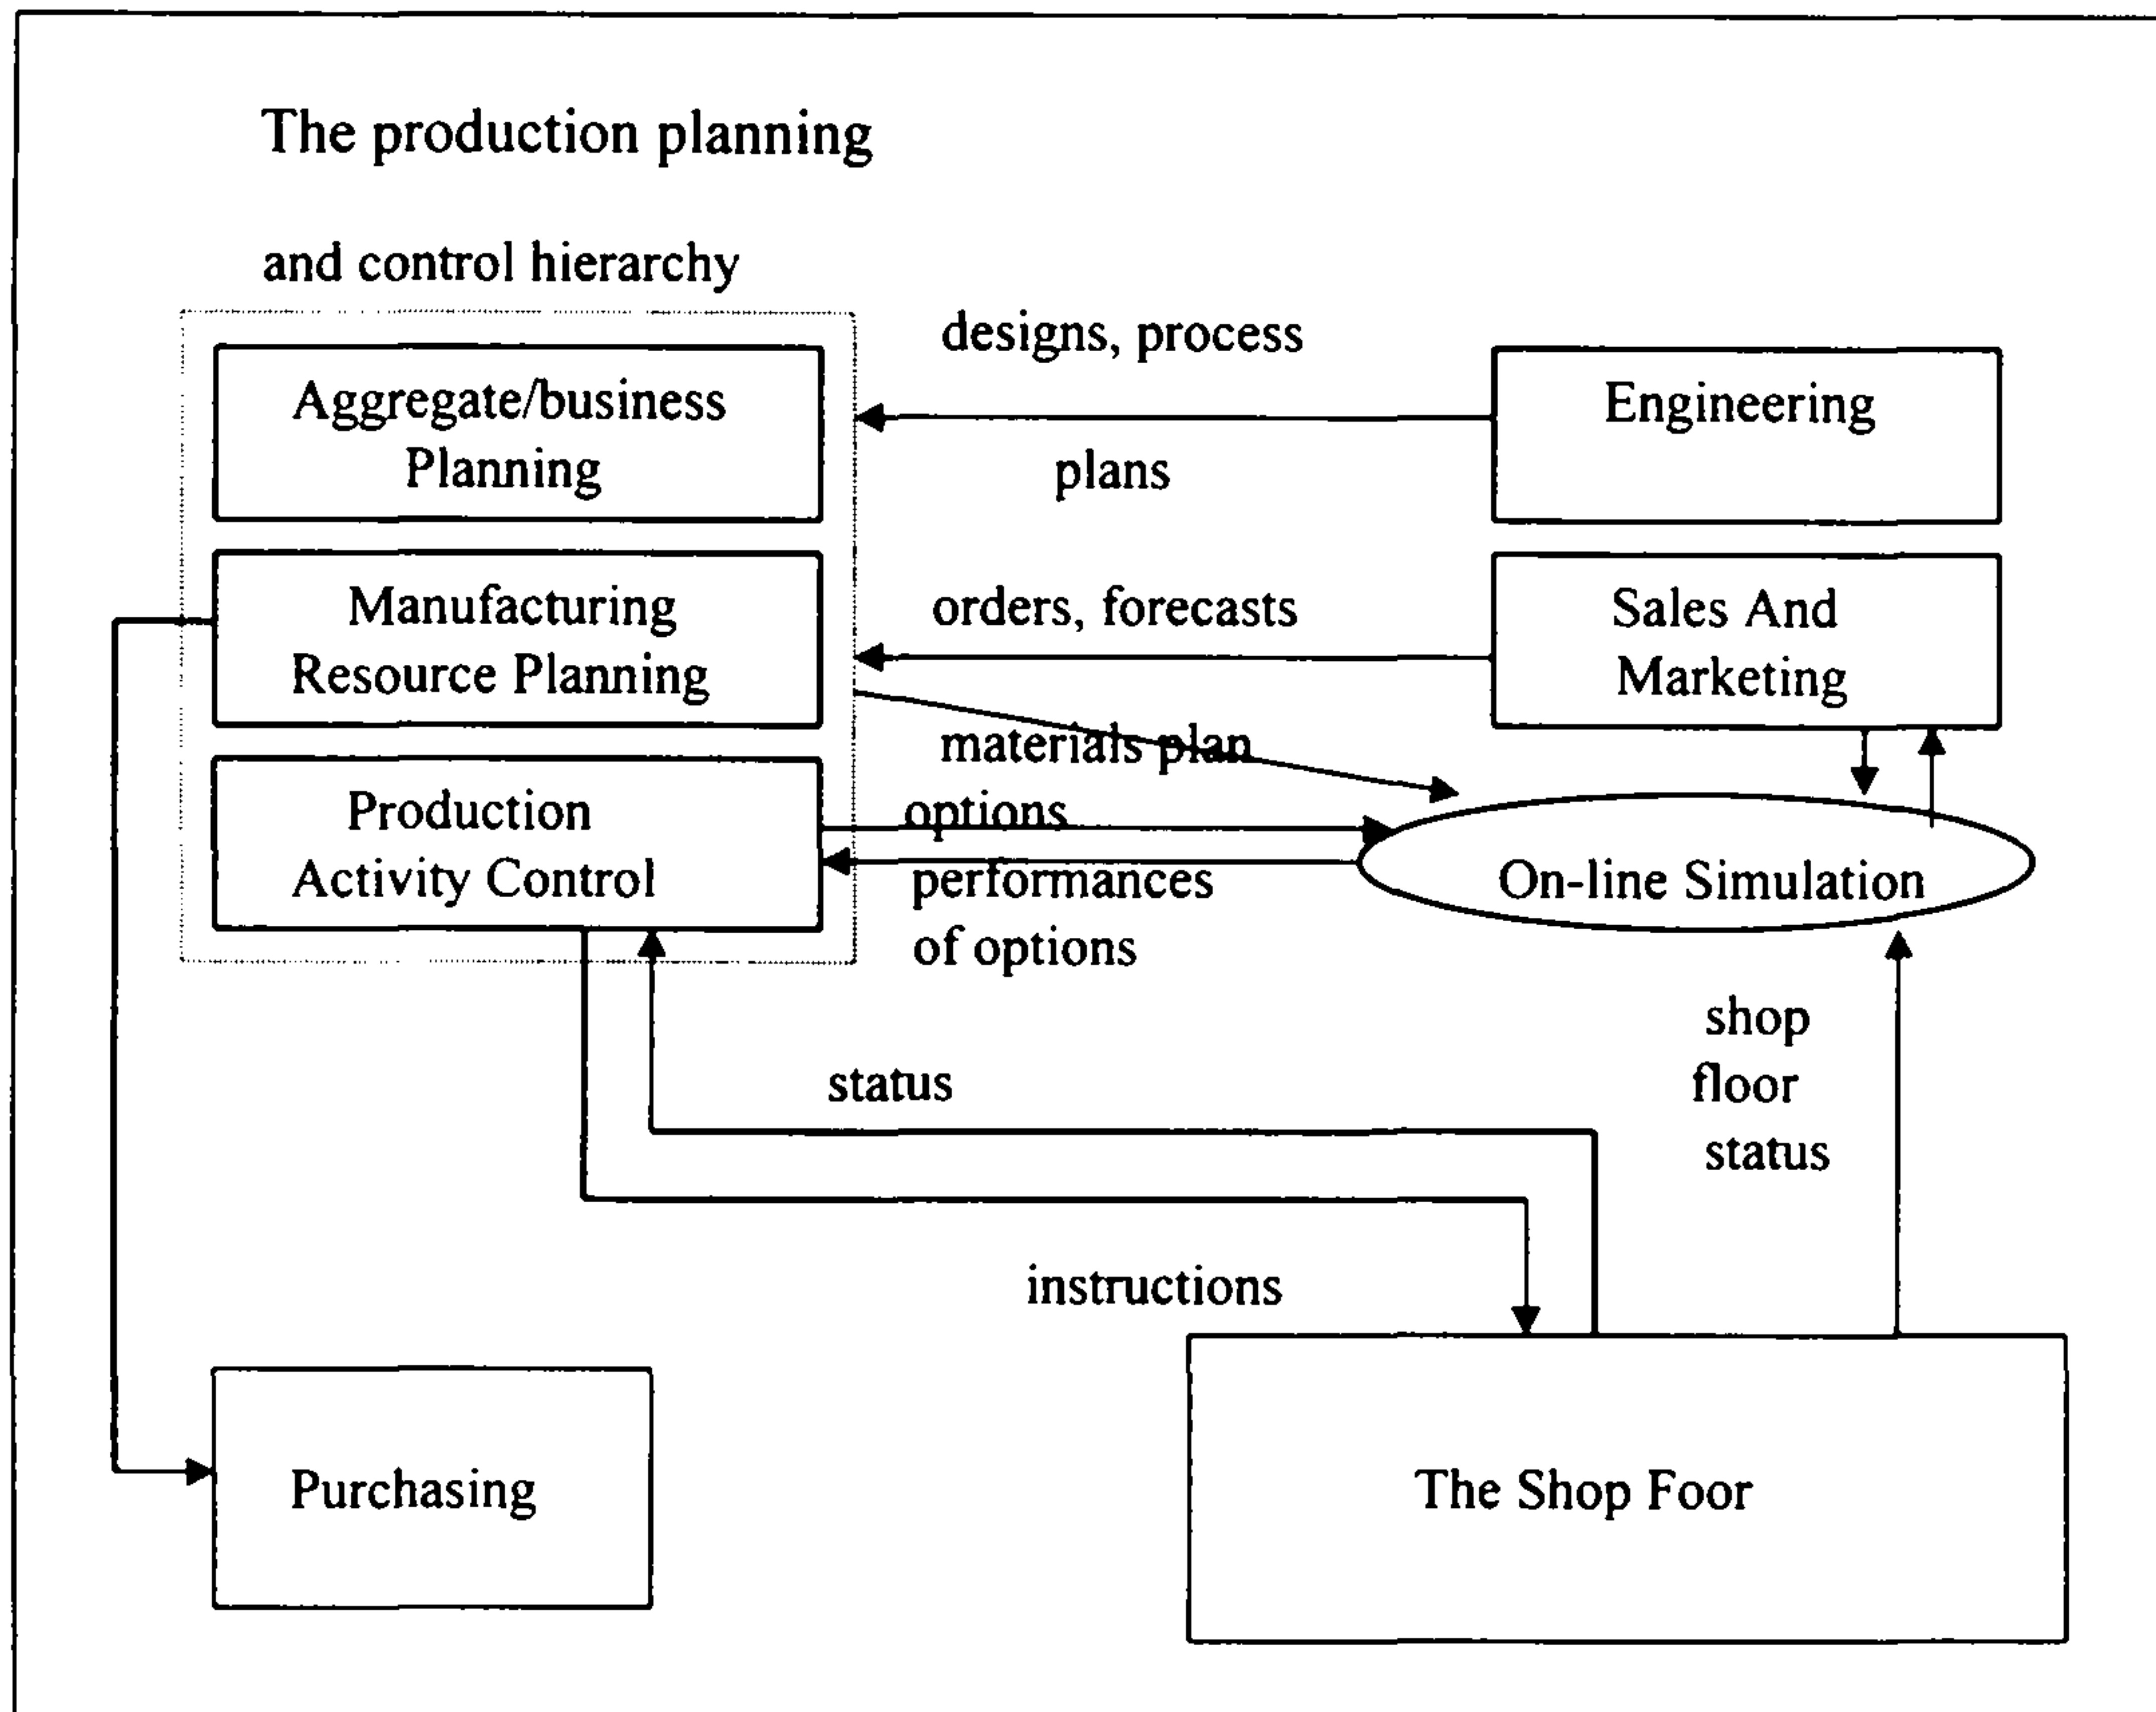 The production planning
and control hierarchy
designs, process
plans
Aggregate/business
Planning
Engineering
Manufacturing
Resource Planning
orders, forecasts
Sales And
Marketing
materials plan
Production
Activity Control
options
performances
of options
On-line Simulation
shop
floor
status
status
instructions
Purchasing
The Shop Foor